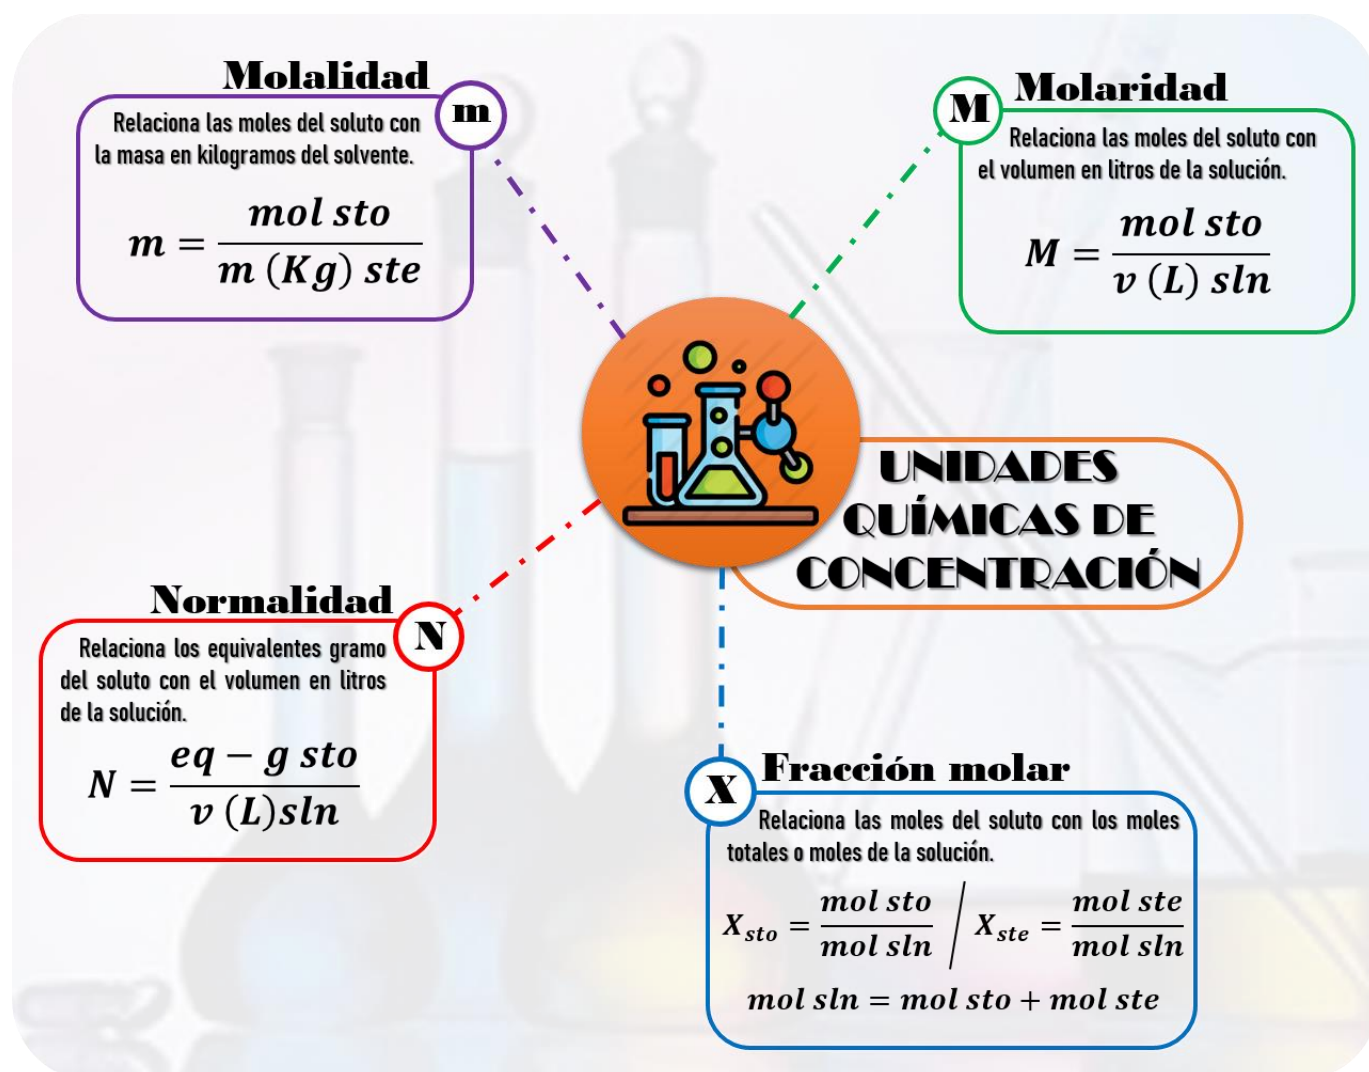 Molalidad
m
Relaciona las moles del soluto con
la masa en kilogramos del solvente.
m = mol sto / m (Kg) ste
Molaridad
M
Relaciona las moles del soluto con
el volumen en litros de la solución.
M = mol sto / v (L) sln
UNIDADES
QUÍMICAS DE
CONCENTRACIÓN
Normalidad
N
Relaciona los equivalentes gramo
del soluto con el volumen en litros
de la solución.
N = eq − g sto / v (L)sln
Fracción molar
X
Relaciona las moles del soluto con los moles
totales o moles de la solución.
X sto = mol sto / mol sln / X ste = mol ste / mol sln
mol sln = mol sto + mol ste